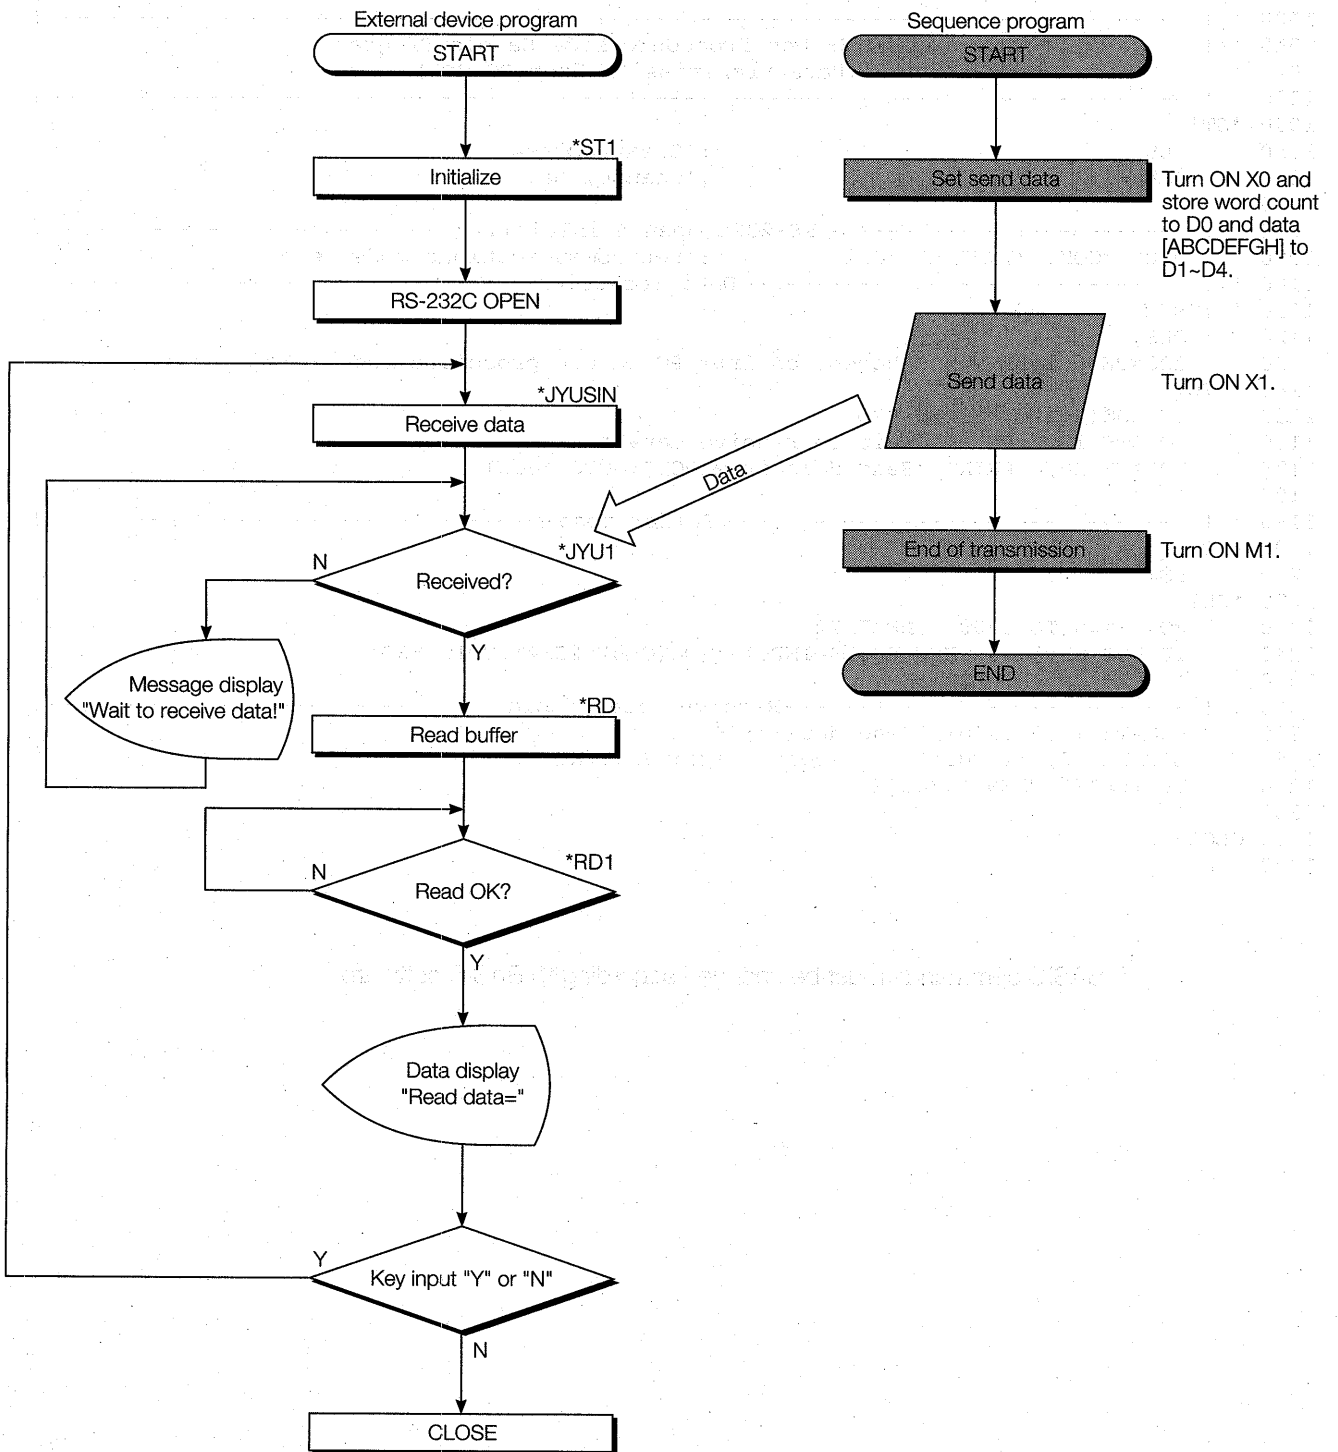 External device program
START
*ST1
Initialize
RS-232C OPEN
*JYUSIN
Receive data
*JYU1
N
Received?
Y
Message display
"Wait to receive data!"
*RD
Read buffer
*RD1
N
Read OK?
Y
Data display
"Read data="
Y
Key input "Y" or "N"
N
CLOSE
Data
Sequence program
START
Set send data
Turn ON X0 and
store word count
to D0 and data
[ABCDEFGH] to
D1~D4.
Send data
Turn ON X1.
End of transmission
Turn ON M1.
END